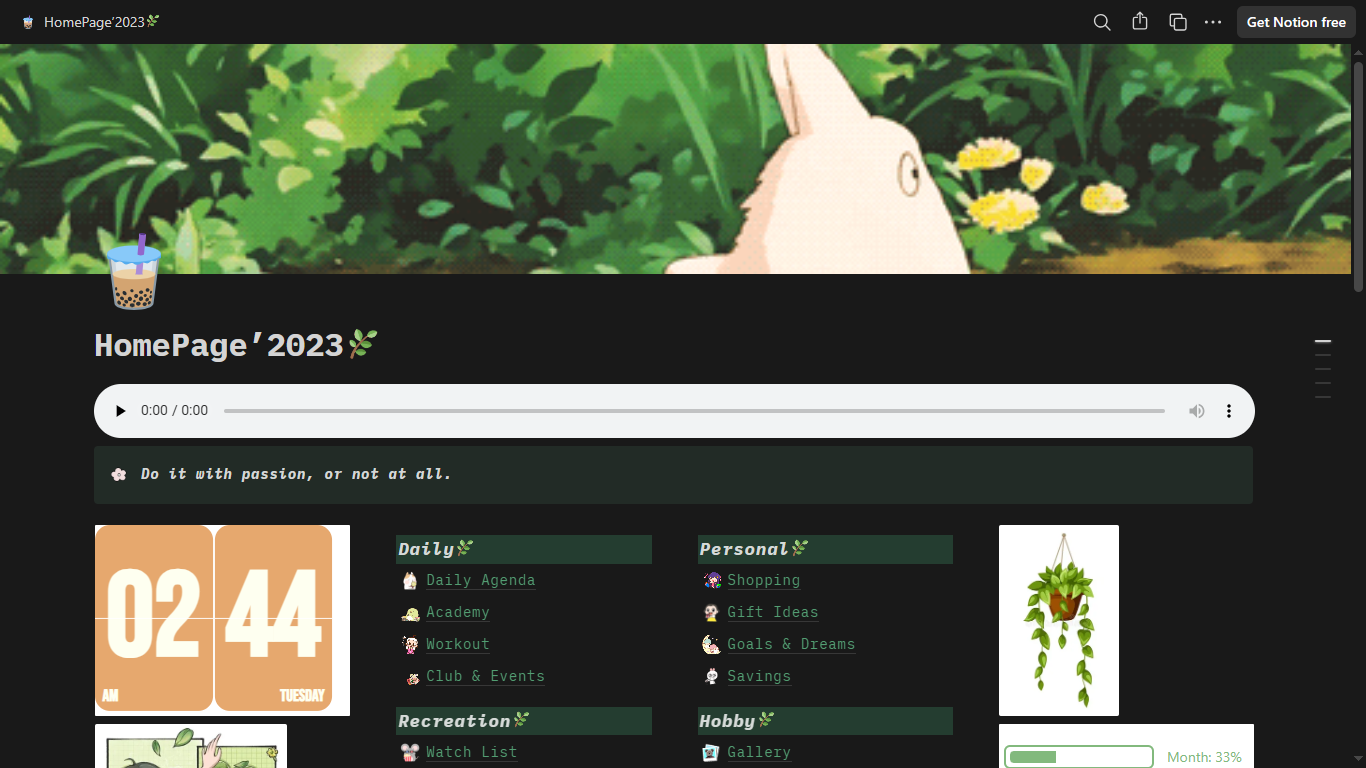 HomePage’2023
Get Notion free
HomePage’2023
0:00 / 0:00
Do it with passion, or not at all.
02 44
AM TUESDAY
Daily
Daily Agenda
Academy
Workout
Club & Events
Recreation
Watch List
Personal
Shopping
Gift Ideas
Goals & Dreams
Savings
Hobby
Gallery
Month: 33%